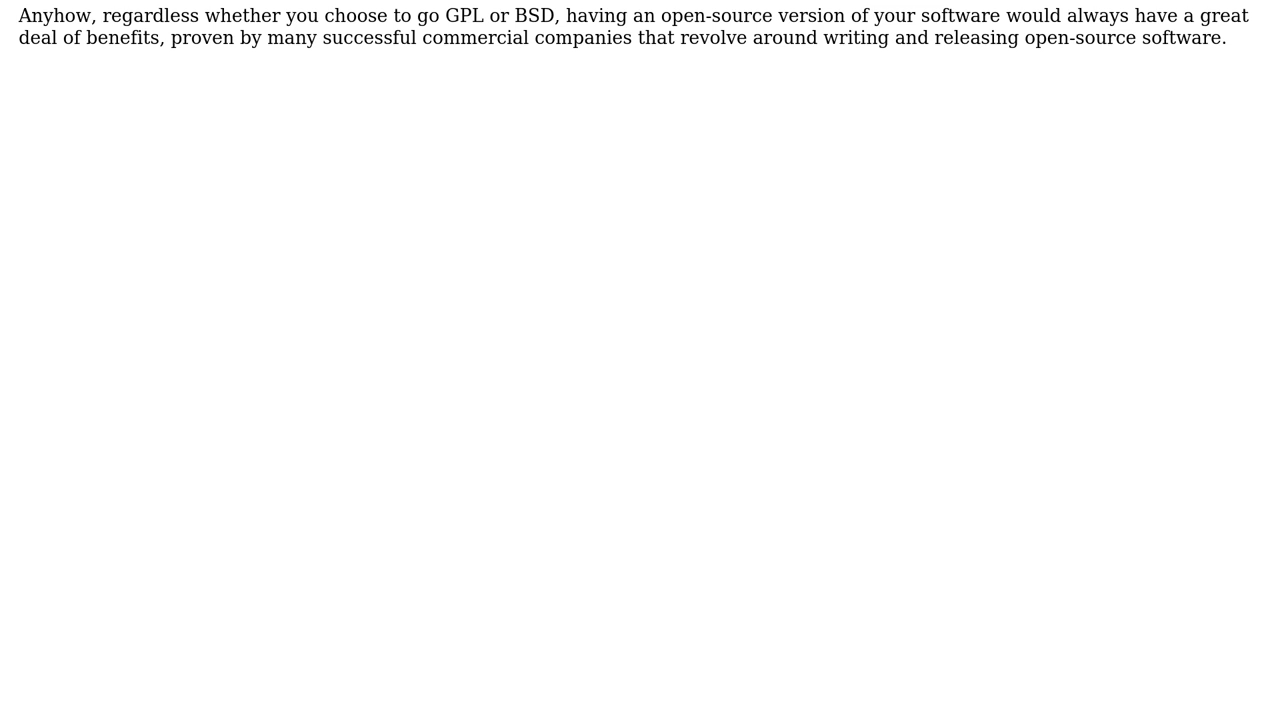 Anyhow, regardless whether you choose to go GPL or BSD, having an open-source version of your software would always have a great
deal of benefits, proven by many successful commercial companies that revolve around writing and releasing open-source software.